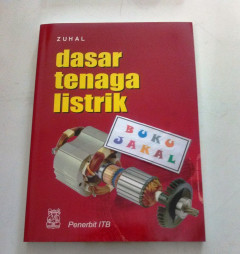 ZUHAL
dasar
tenaga
listrik
BUKU
JAKAL
Penerbit ITB